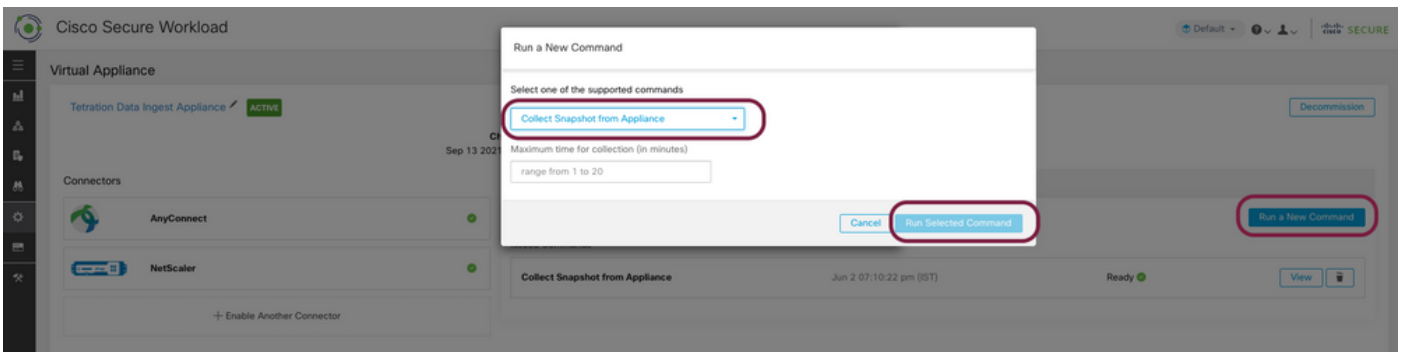 Cisco Secure Workload
Default
CISCO SECURE
Virtual Appliance
Tetration Data Ingest Appliance ACTIVE
Decommission
Run a New Command
Select one of the supported commands
Collect Snapshot from Appliance
Maximum time for collection (in minutes)
range from 1 to 20
Cancel Run Selected Command
Sep 13 2021
Connectors
AnyConnect
NetScaler
+ Enable Another Connector
Run a New Command
Collect Snapshot from Appliance Jun 2 07:10:22 pm (IST) Ready View